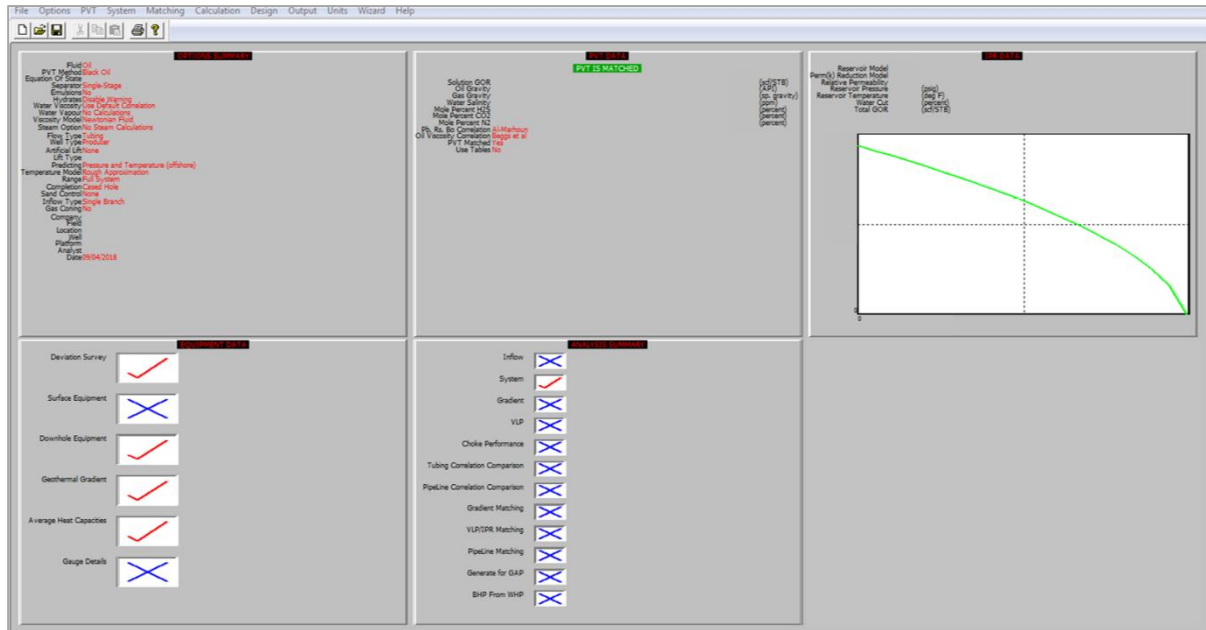 File Options PVT System Matching Calculation Design Output Units Wizard Help
OPTIONS SUMMARY
Fluid Oil
PVT Method Black Oil
Equation Of State
Separator Single-Stage
Emulsions No
Hydrates Disable Warning
Water Viscosity Use Default Correlation
Water Vapour No Calculations
Viscosity Model Newtonian Fluid
Steam Option No Steam Calculations
Flow Type Tubing
Well Type Producer
Artificial Lift None
Lift Type
Predicting Pressure and Temperature (offshore)
Temperature Model Rough Approximation
Range Full System
Completion Cased Hole
Sand Control None
Inflow Type Single Branch
Gas Coning No
Company
Field
Location
Well
Platform
Analyst
Date 09/04/2018
PVT DATA
PVT IS MATCHED
Solution GOR (scf/STB)
Oil Gravity (API)
Gas Gravity (sp. gravity)
Water Salinity (ppm)
Mole Percent H2S (percent)
Mole Percent CO2 (percent)
Mole Percent N2 (percent)
Pb, Rs, Bo Correlation Al-Marhoun
Oil Viscosity Correlation Beggs et al
PVT Matched Yes
Use Tables No
IPR DATA
Reservoir Model
Perm(k) Reduction Model
Relative Permeability
Reservoir Pressure (psig)
Reservoir Temperature (deg F)
Water Cut (percent)
Total GOR (scf/STB)
0
0
EQUIPMENT DATA
Deviation Survey
Surface Equipment
Downhole Equipment
Geothermal Gradient
Average Heat Capacities
Gauge Details
ANALYSIS SUMMARY
Inflow
System
Gradient
VLP
Choke Performance
Tubing Correlation Comparison
PipeLine Correlation Comparison
Gradient Matching
VLP/IPR Matching
PipeLine Matching
Generate for GAP
BHP From WHP